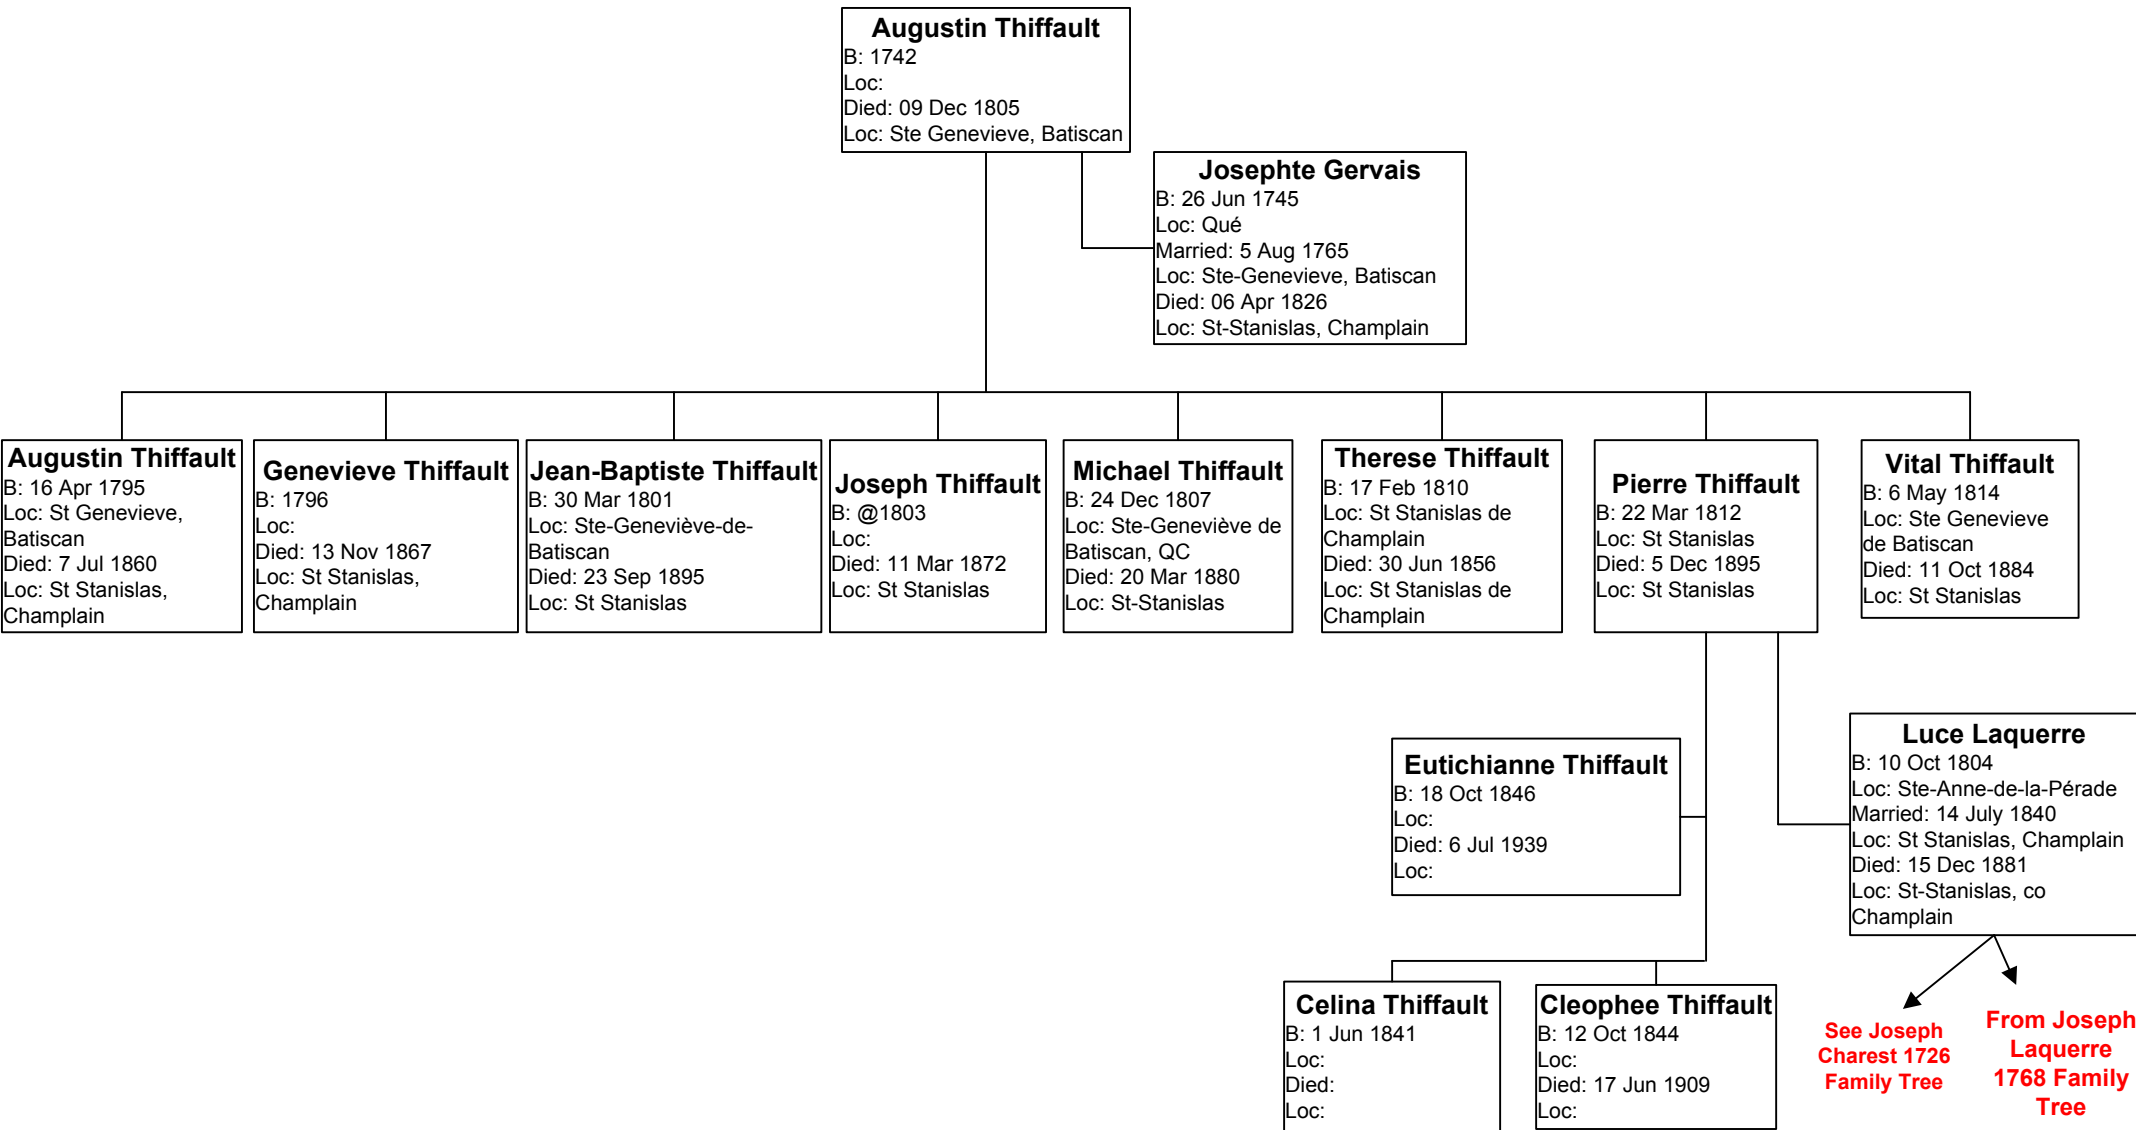 Augustin Thiffault
B: 1742
Loc:
Died: 09 Dec 1805
Loc: Ste Genevieve, Batiscan
Josephte Gervais
B: 26 Jun 1745
Loc: Qué
Married: 5 Aug 1765
Loc: Ste-Genevieve, Batiscan
Died: 06 Apr 1826
Loc: St-Stanislas, Champlain
Augustin Thiffault
B: 16 Apr 1795
Loc: St Genevieve,
Batiscan
Died: 7 Jul 1860
Loc: St Stanislas,
Champlain
Genevieve Thiffault
B: 1796
Loc:
Died: 13 Nov 1867
Loc: St Stanislas,
Champlain
Jean-Baptiste Thiffault
B: 30 Mar 1801
Loc: Ste-Geneviève-de-
Batiscan
Died: 23 Sep 1895
Loc: St Stanislas
Joseph Thiffault
B: @1803
Loc:
Died: 11 Mar 1872
Loc: St Stanislas
Michael Thiffault
B: 24 Dec 1807
Loc: Ste-Geneviève de
Batiscan, QC
Died: 20 Mar 1880
Loc: St-Stanislas
Therese Thiffault
B: 17 Feb 1810
Loc: St Stanislas de
Champlain
Died: 30 Jun 1856
Loc: St Stanislas de
Champlain
Pierre Thiffault
B: 22 Mar 1812
Loc: St Stanislas
Died: 5 Dec 1895
Loc: St Stanislas
Vital Thiffault
B: 6 May 1814
Loc: Ste Genevieve
de Batiscan
Died: 11 Oct 1884
Loc: St Stanislas
Eutichianne Thiffault
B: 18 Oct 1846
Loc:
Died: 6 Jul 1939
Loc:
Luce Laquerre
B: 10 Oct 1804
Loc: Ste-Anne-de-la-Pérade
Married: 14 July 1840
Loc: St Stanislas, Champlain
Died: 15 Dec 1881
Loc: St-Stanislas, co
Champlain
Celina Thiffault
B: 1 Jun 1841
Loc:
Died:
Loc:
Cleophee Thiffault
B: 12 Oct 1844
Loc:
Died: 17 Jun 1909
Loc:
See Joseph
Charest 1726
Family Tree
From Joseph
Laquerre
1768 Family
Tree